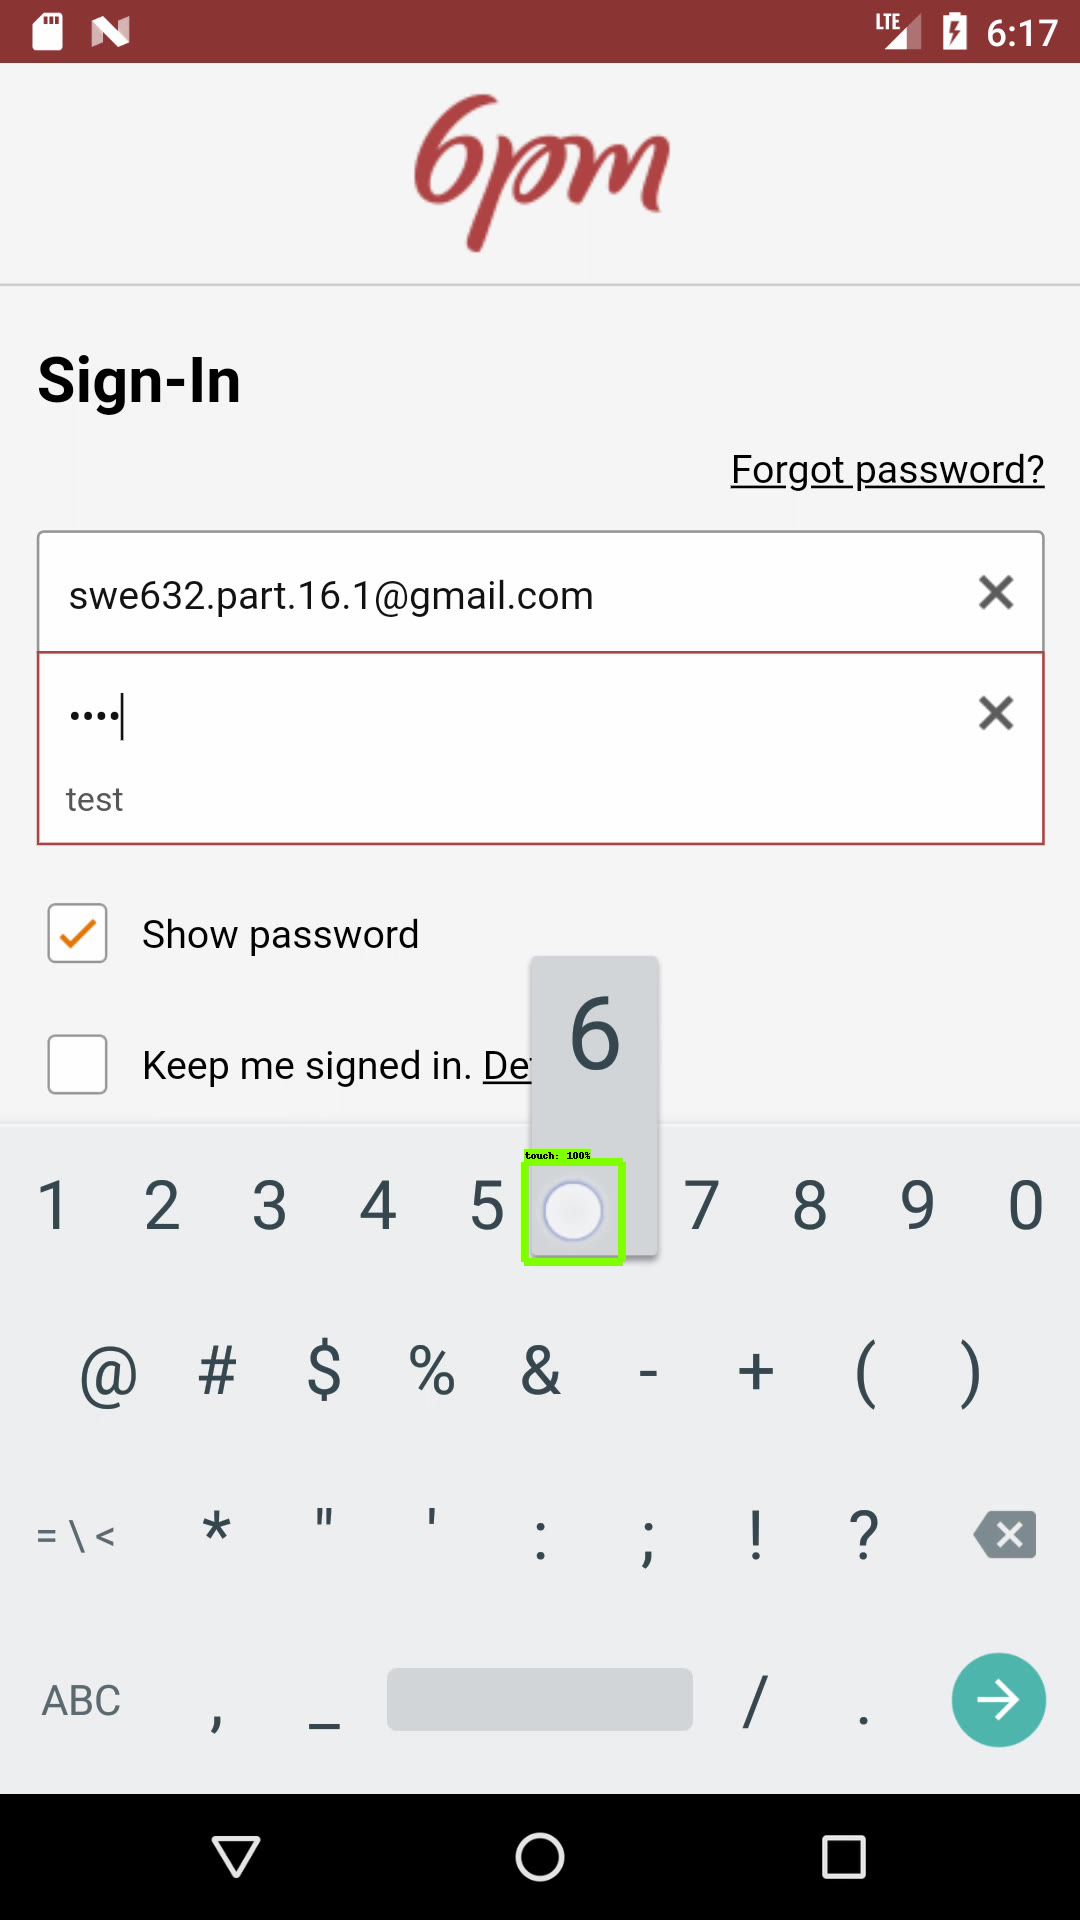 LTE 6:17
6pm
Sign-In
Forgot password?
swe632.part.16.1@gmail.com
••••
test
Show password
Keep me signed in. De
6
touch: 100%
1 2 3 4 5 7 8 9 0
@ # $ % & - + ( )
= \ < * " ' : ; ! ?
ABC , _ / .